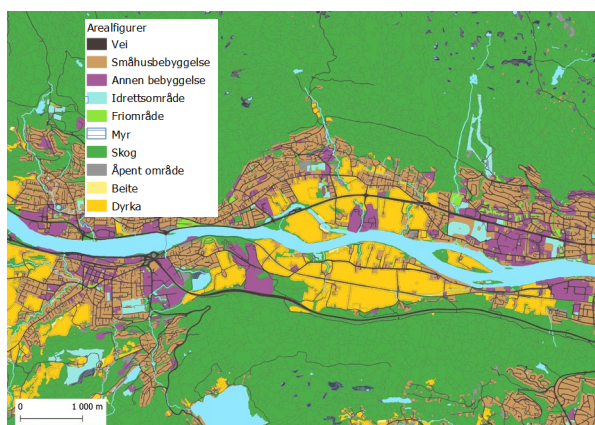 Arealfigurer
Vei
Småhusbebyggelse
Annen bebyggelse
Idrettsområde
Friområde
Myr
Skog
Åpent område
Beite
Dyrka
0 1 000 m